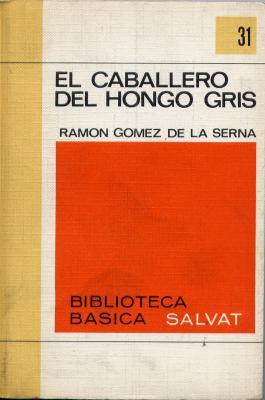 31
EL CABALLERO
DEL HONGO GRIS
RAMON GOMEZ DE LA SERNA
BIBLIOTECA
BASICA SALVAT